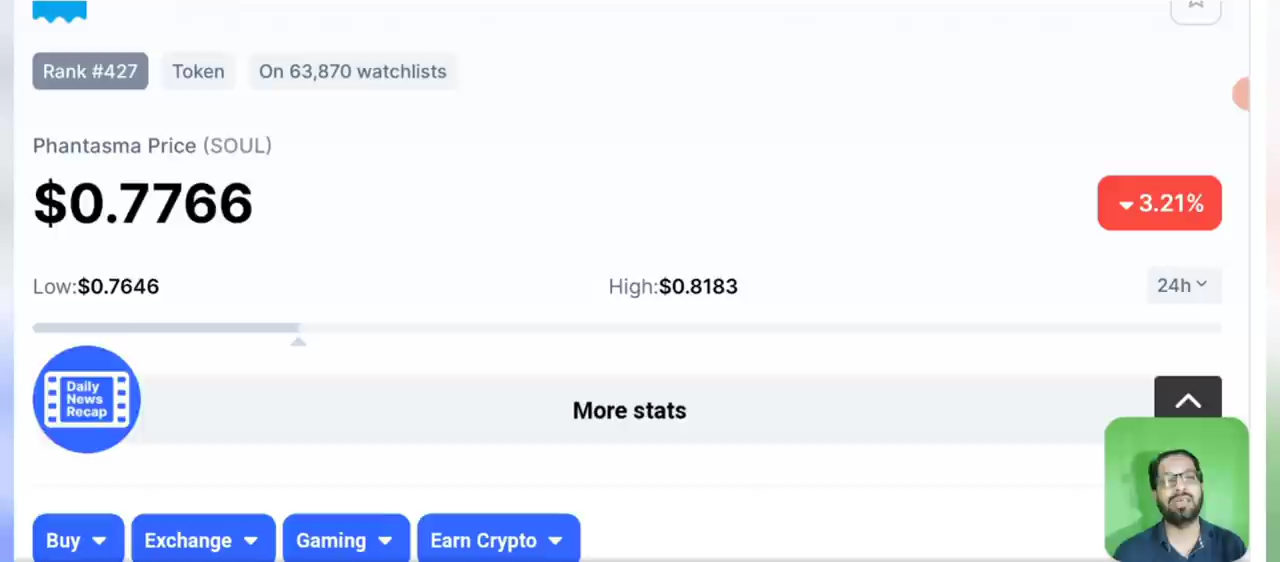 Rank #427 Token On 63,870 watchlists
Phantasma Price (SOUL)
$0.7766
3.21%
Low:$0.7646 High:$0.8183 24h
Daily
News
Recap
More stats
Buy Exchange Gaming Earn Crypto